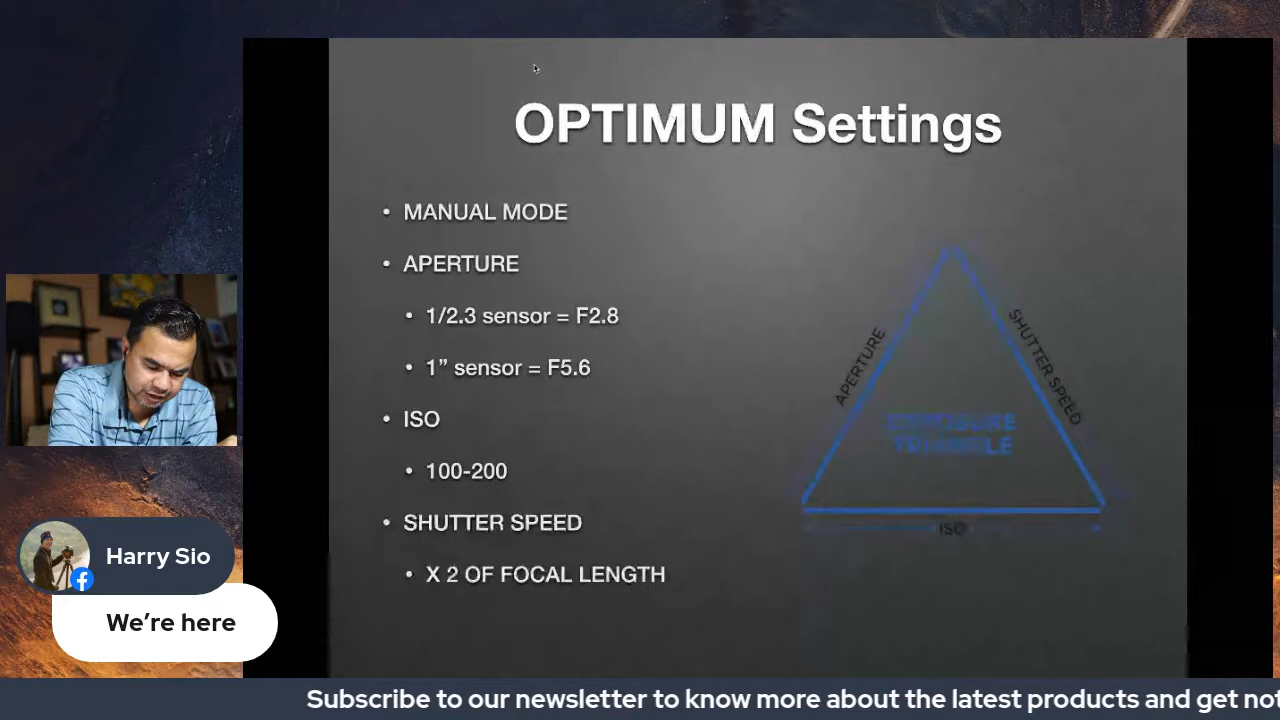 OPTIMUM Settings
• MANUAL MODE
• APERTURE
• 1/2.3 sensor = F2.8
• 1” sensor = F5.6
• ISO
• 100-200
• SHUTTER SPEED
• X 2 OF FOCAL LENGTH
APERTURE
SHUTTER SPEED
EXPOSURE
TRIANGLE
ISO
Harry Sio
We’re here
Subscribe to our newsletter to know more about the latest products and get not